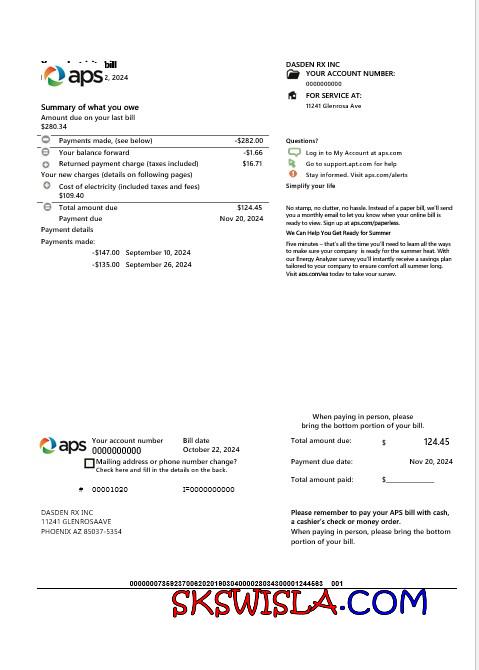 bill
aps
2, 2024
DASDEN RX INC
YOUR ACCOUNT NUMBER:
0000000000
FOR SERVICE AT:
11241 Glenrosa Ave
Summary of what you owe
Amount due on your last bill
$280.34
Payments made, (see below) -$282.00
Your balance forward -$1.66
Returned payment charge (taxes included) $16.71
Your new charges (details on following pages)
Cost of electricity (included taxes and fees)
$109.40
Total amount due $124.45
Payment due Nov 20, 2024
Payment details
Payments made:
-$147.00 September 10, 2024
-$135.00 September 26, 2024
Questions?
Log in to My Account at aps.com
Go to support.aptc.com for help
Stay informed. Visit aps.com/alerts
Simplify your life
No stamp, no clutter, no hassle. Instead of a paper bill, we'll send
you a monthly email to let you know when your online bill is
ready to view. Sign up at aps.com/paperless.
We Can Help You Get Ready for Summer
Five minutes – that's all the time you'll need to learn all the ways
to make sure your company is ready for the summer heat. With
our Energy Analyzer survey you'll instantly receive a savings plan
tailored to your company to ensure comfort all summer long.
Visit aps.com/ea today to take your survey.
When paying in person, please
bring the bottom portion of your bill.
aps
Your account number Bill date
0000000000 October 22, 2024
Mailing address or phone number change?
Check here and fill in the details on the back.
# 00001020 I=0000000000
Total amount due: $ 124.45
Payment due date: Nov 20, 2024
Total amount paid: $____________
DASDEN RX INC
11241 GLENROSAAVE
PHOENIX AZ 85037-5354
Please remember to pay your APS bill with cash,
a cashier's check or money order.
When paying in person, please bring the bottom
portion of your bill.
001
SKSWISLA.COM